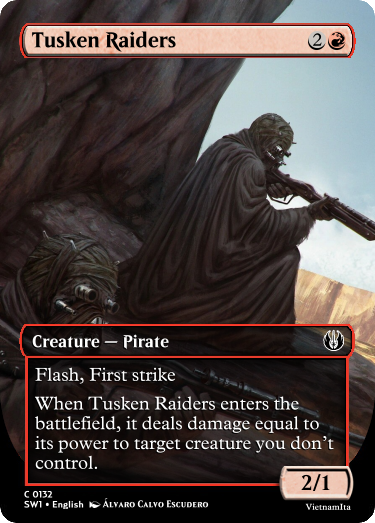 Tusken Raiders 2
Creature — Pirate
Flash, First strike
When Tusken Raiders enters the
battlefield, it deals damage equal to
its power to target creature you don't
control.
2/1
C 0132
SW1 • English Álvaro Calvo Escudero
VietnamIta